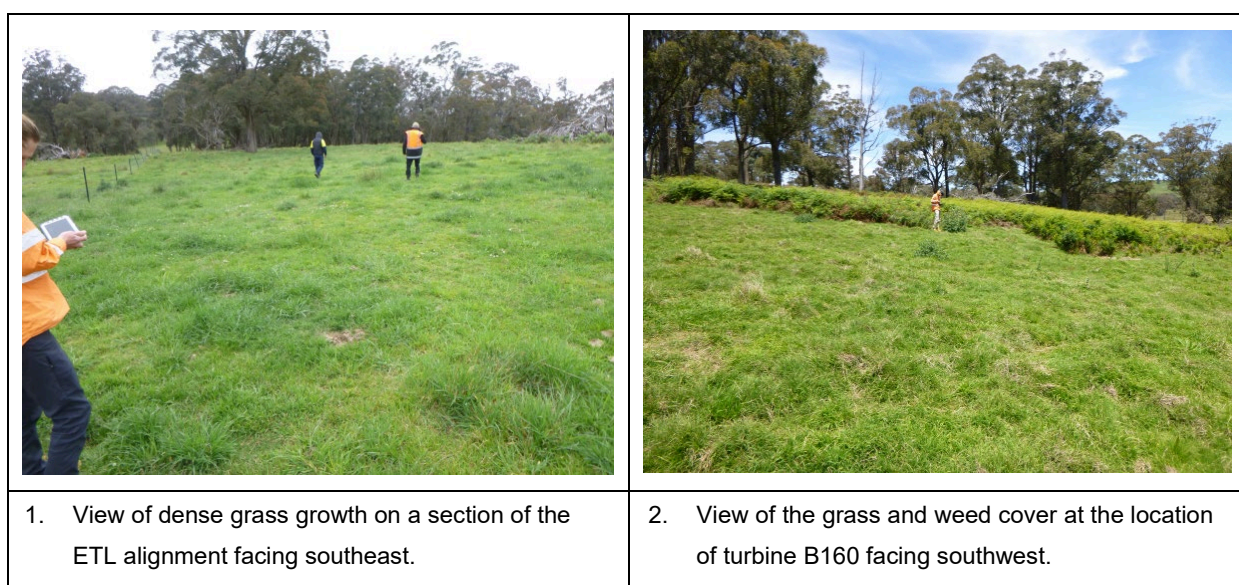 1. View of dense grass growth on a section of the
ETL alignment facing southeast.
2. View of the grass and weed cover at the location
of turbine B160 facing southwest.